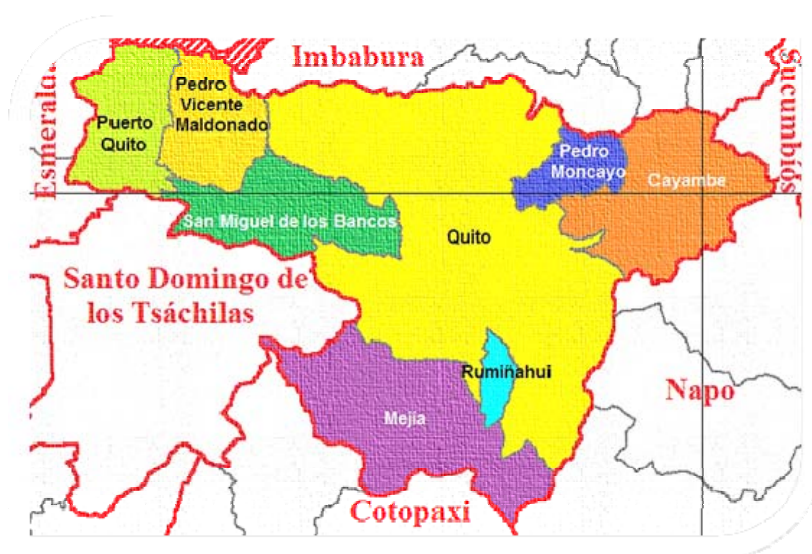 Imbabura
Esmeraldas
Sucumbíos
Pedro
Vicente
Maldonado
Puerto
Quito
Pedro
Moncayo
Cayambe
San Miguel de los Bancos
Quito
Santo Domingo de
los Tsáchilas
Rumiñahui
Napo
Mejía
Cotopaxi